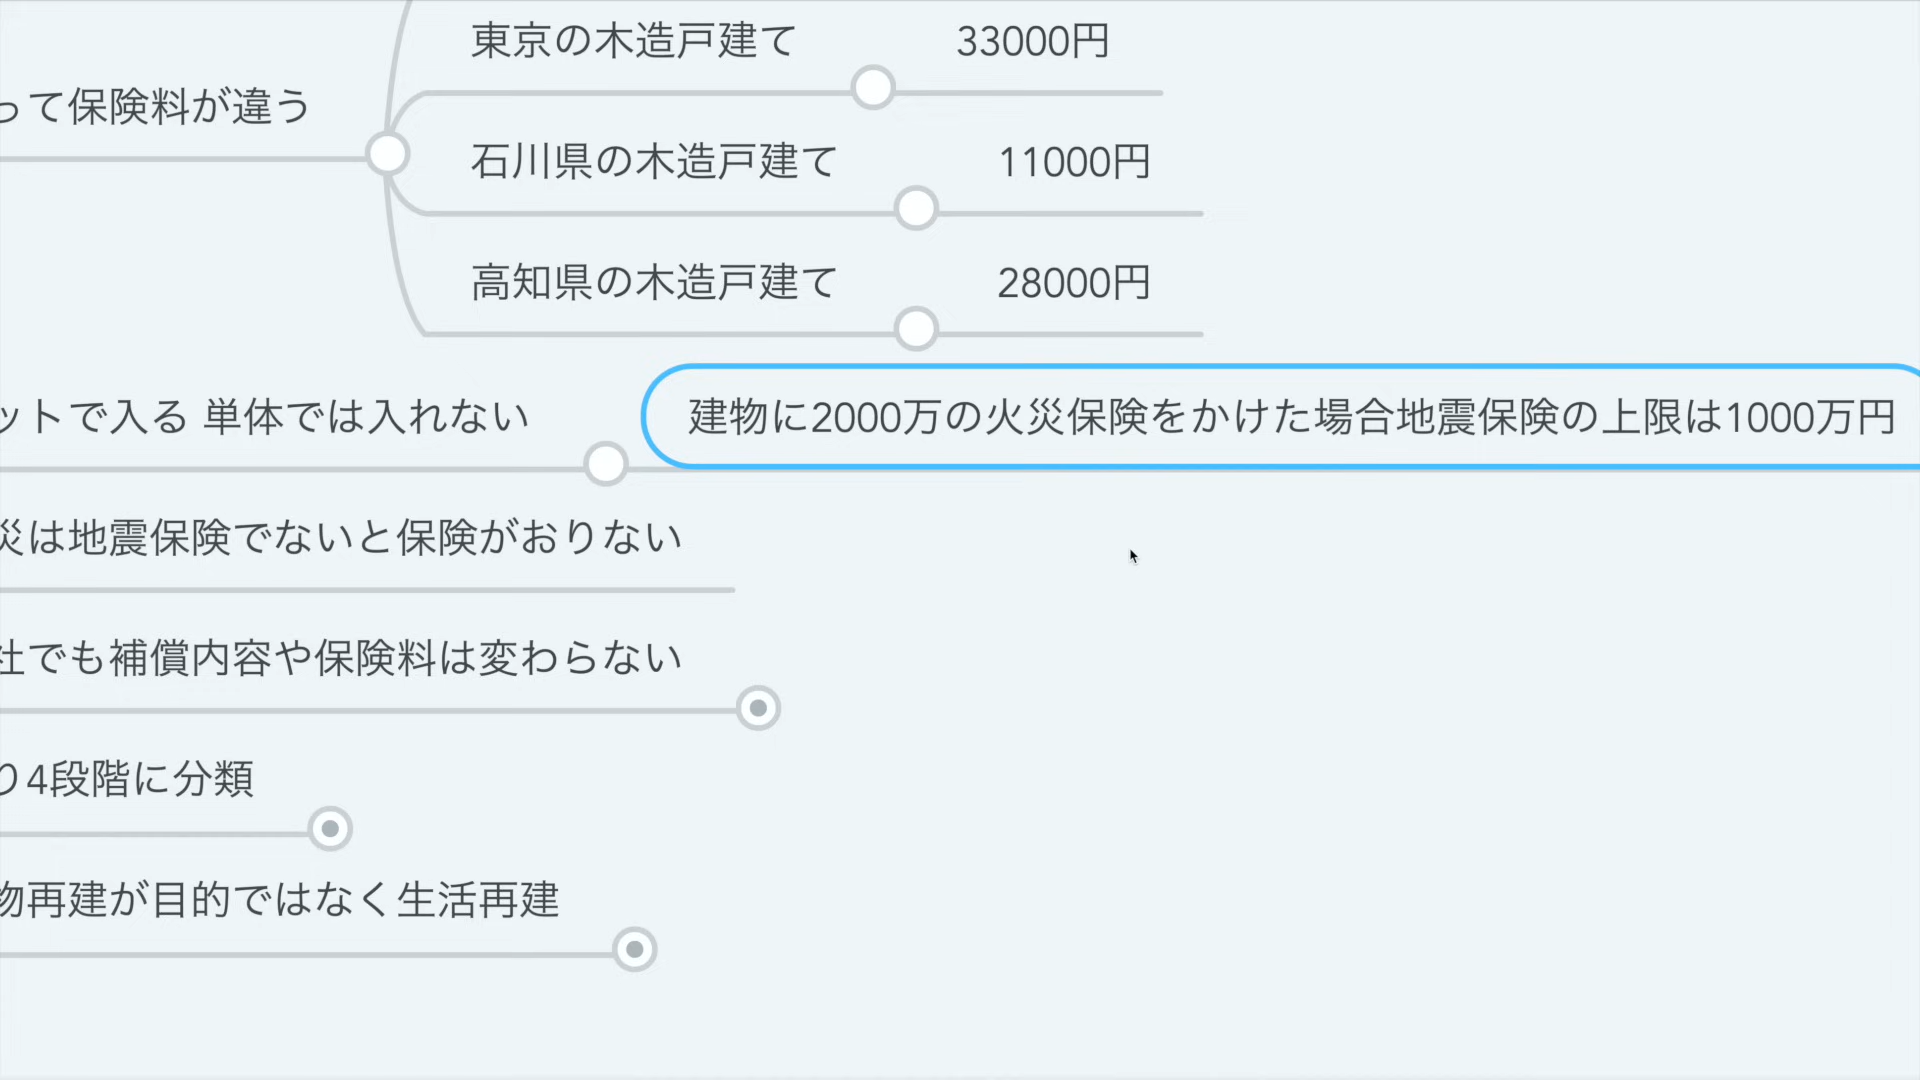 東京の木造戸建て 33000円
って保険料が違う
石川県の木造戸建て 11000円
高知県の木造戸建て 28000円
ットで入る 単体では入れない 建物に2000万の火災保険をかけた場合地震保険の上限は1000万円
災は地震保険でないと保険がおりない
社でも補償内容や保険料は変わらない
り4段階に分類
物再建が目的ではなく生活再建